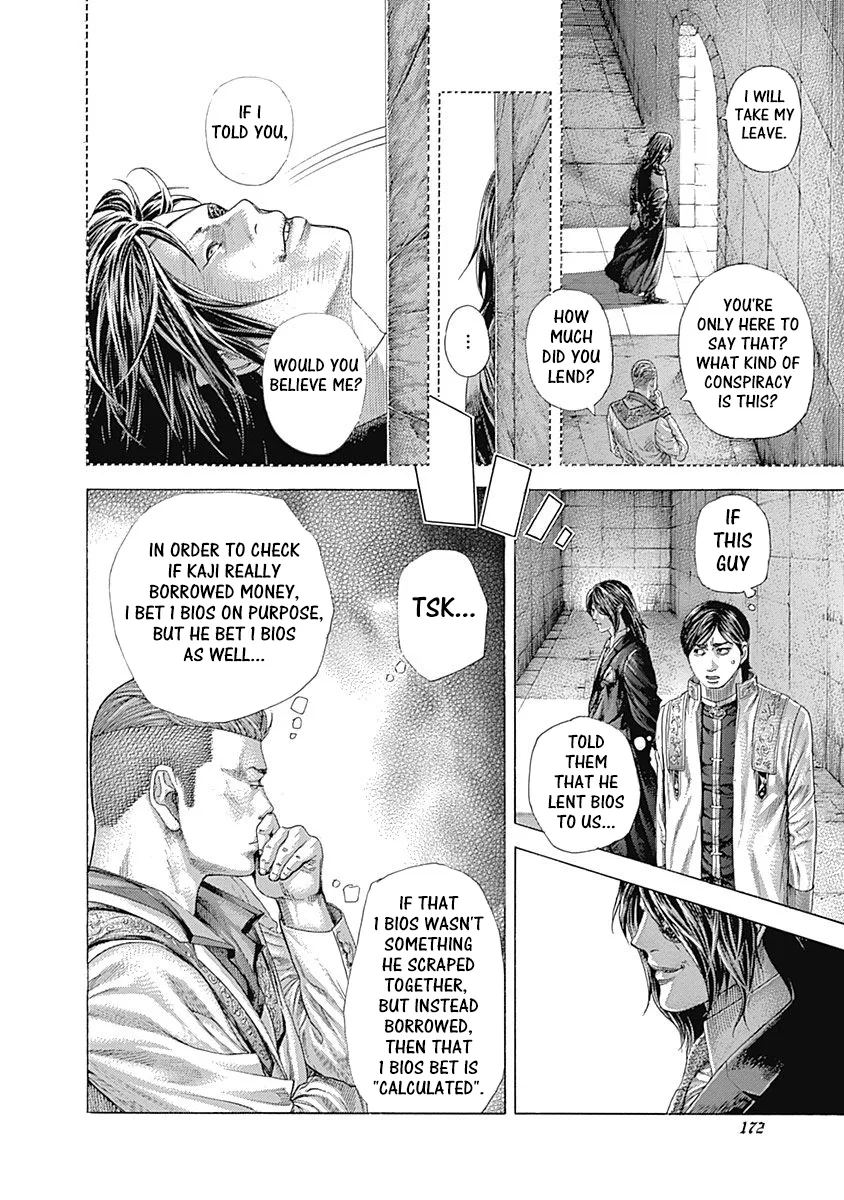 I WILL
TAKE MY
LEAVE.
YOU'RE
ONLY HERE TO
SAY THAT?
WHAT KIND OF
CONSPIRACY
IS THIS?
HOW
MUCH
DID YOU
LEND?
...
IF I
TOLD YOU,
WOULD YOU
BELIEVE ME?
IF
THIS
GUY
TOLD
THEM
THAT HE
LENT BIOS
TO US...
TSK...
IN ORDER TO CHECK
IF KAJI REALLY
BORROWED MONEY,
I BET 1 BIOS ON PURPOSE,
BUT HE BET 1 BIOS
AS WELL...
IF THAT
1 BIOS WASN'T
SOMETHING
HE SCRAPED
TOGETHER,
BUT INSTEAD
BORROWED,
THEN THAT
1 BIOS BET IS
"CALCULATED".
172